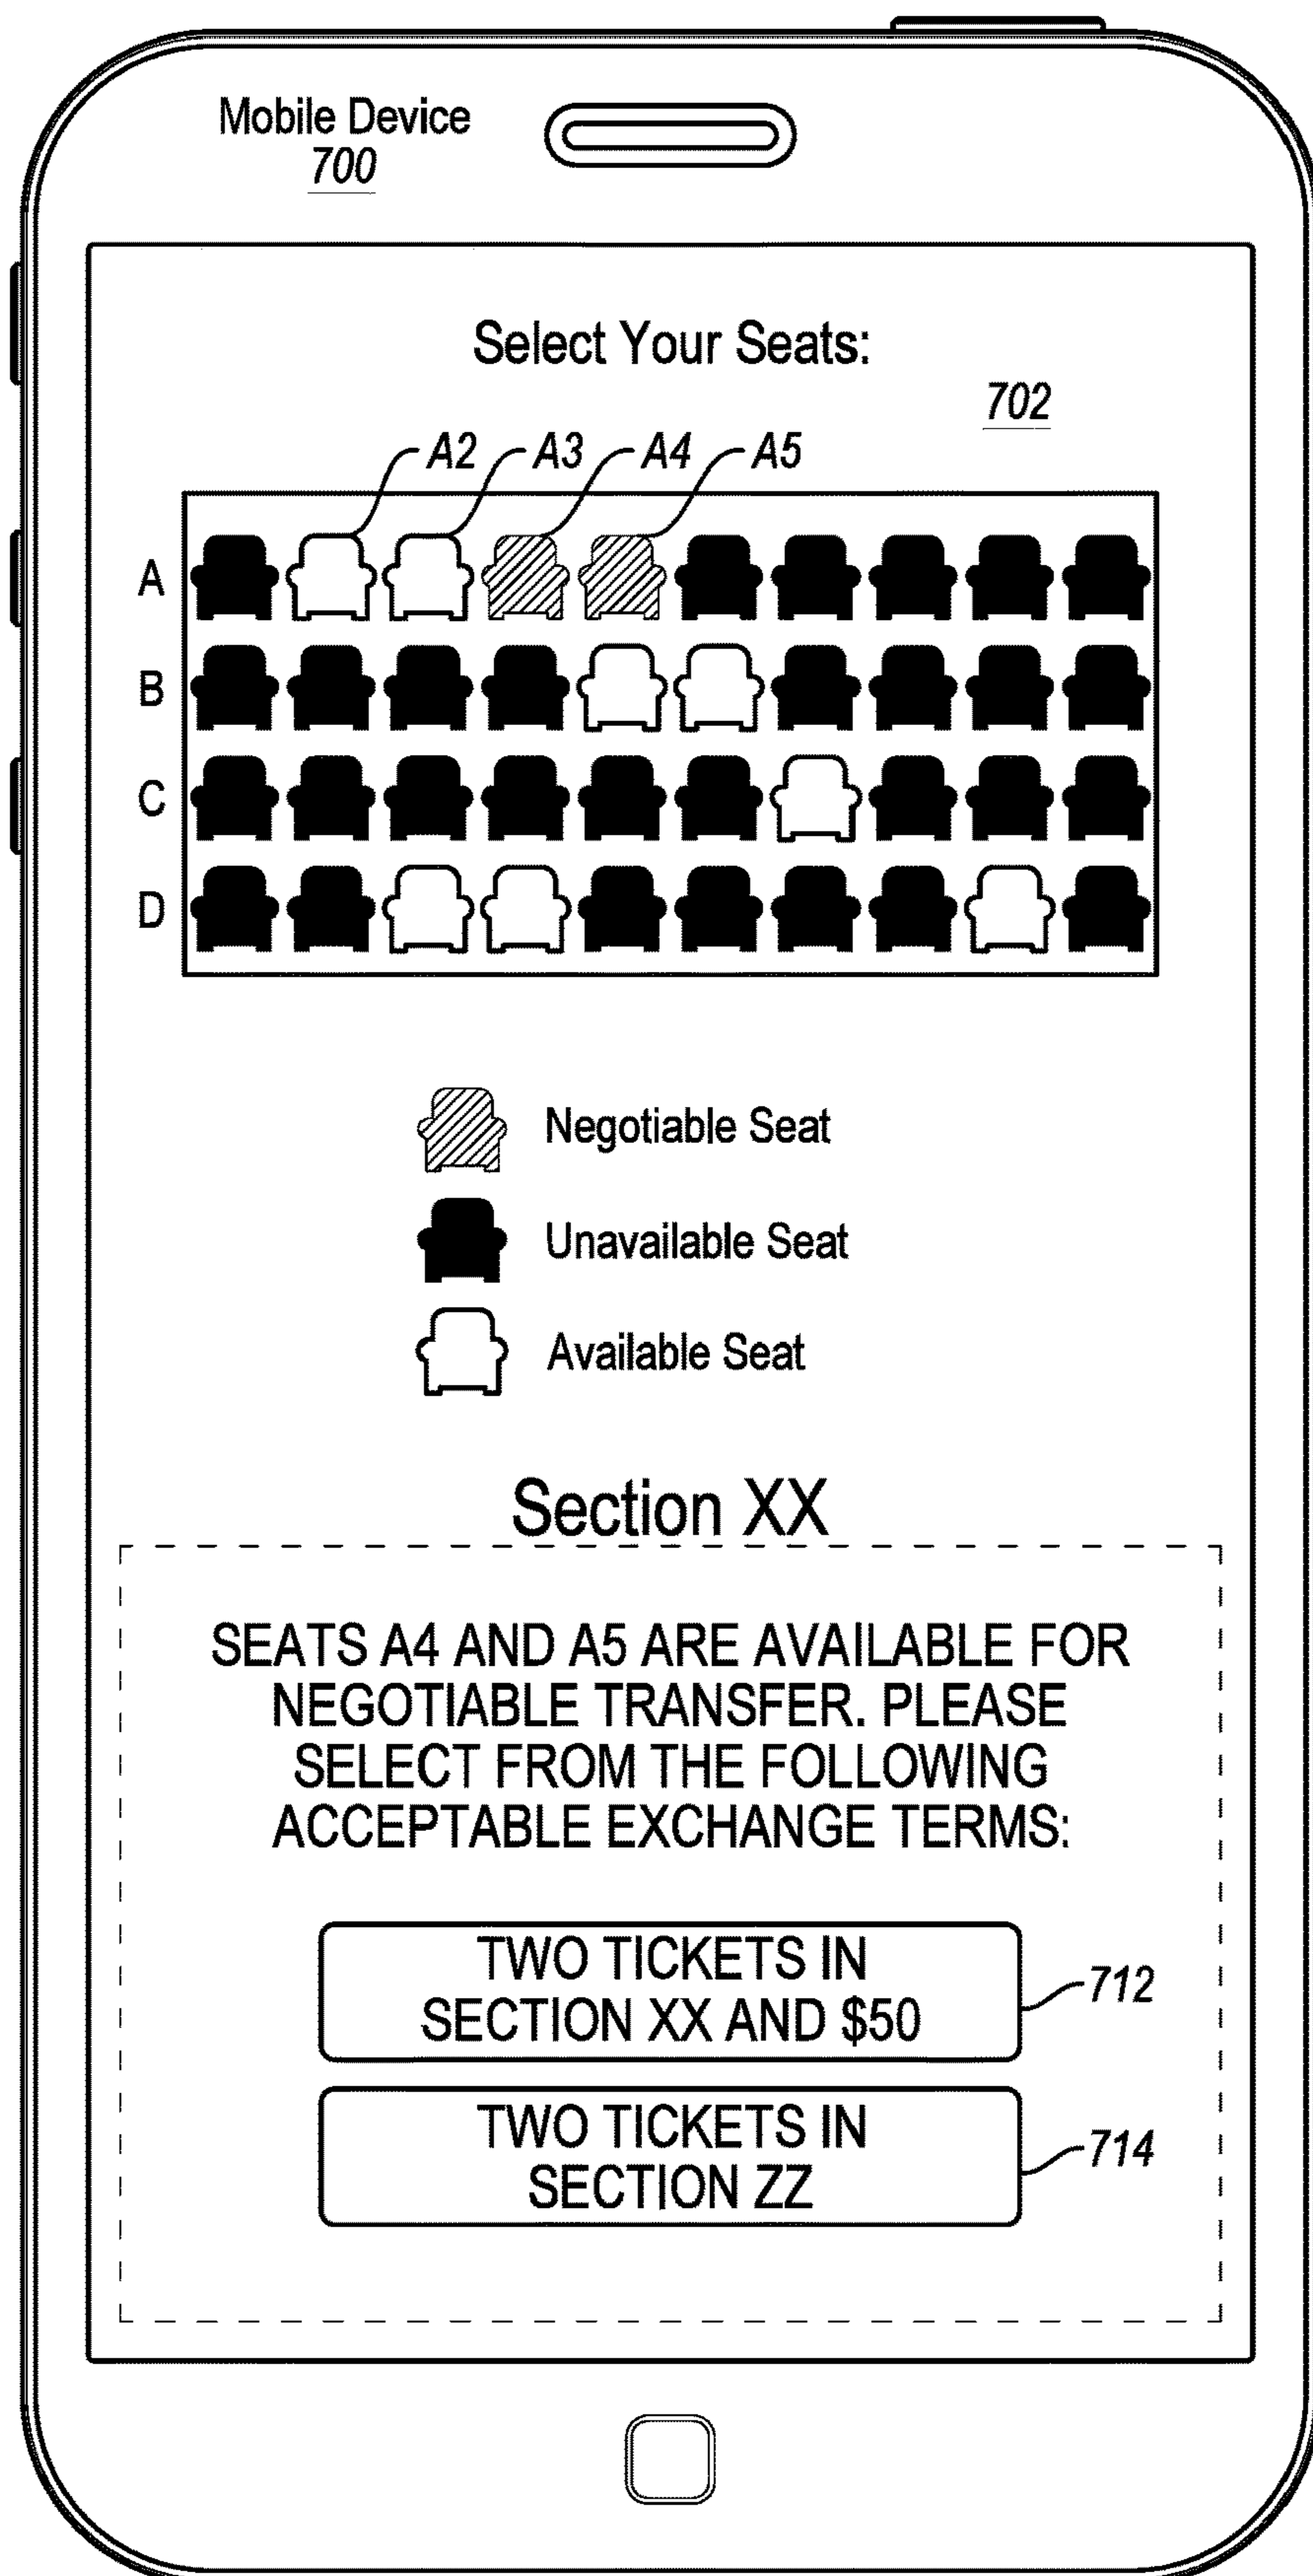 Mobile Device
700
Select Your Seats:
702
A2 A3 A4 A5
A
B
C
D
Negotiable Seat
Unavailable Seat
Available Seat
Section XX
SEATS A4 AND A5 ARE AVAILABLE FOR
NEGOTIABLE TRANSFER. PLEASE
SELECT FROM THE FOLLOWING
ACCEPTABLE EXCHANGE TERMS:
TWO TICKETS IN
SECTION XX AND $50
712
TWO TICKETS IN
SECTION ZZ
714